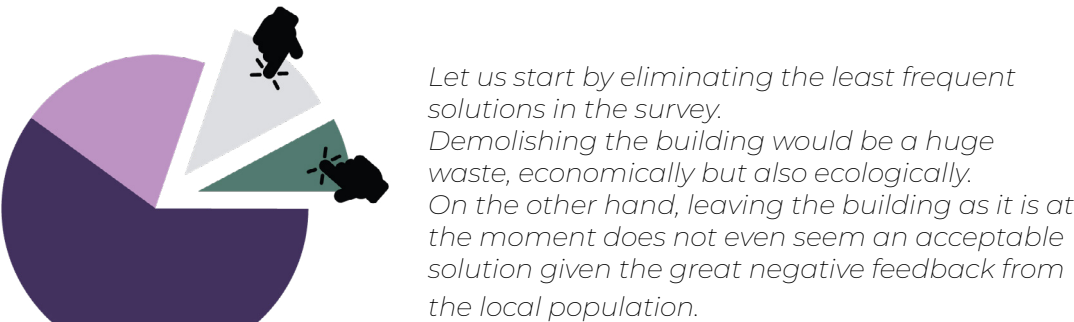 Let us start by eliminating the least frequent
solutions in the survey.
Demolishing the building would be a huge
waste, economically but also ecologically.
On the other hand, leaving the building as it is at
the moment does not even seem an acceptable
solution given the great negative feedback from
the local population.